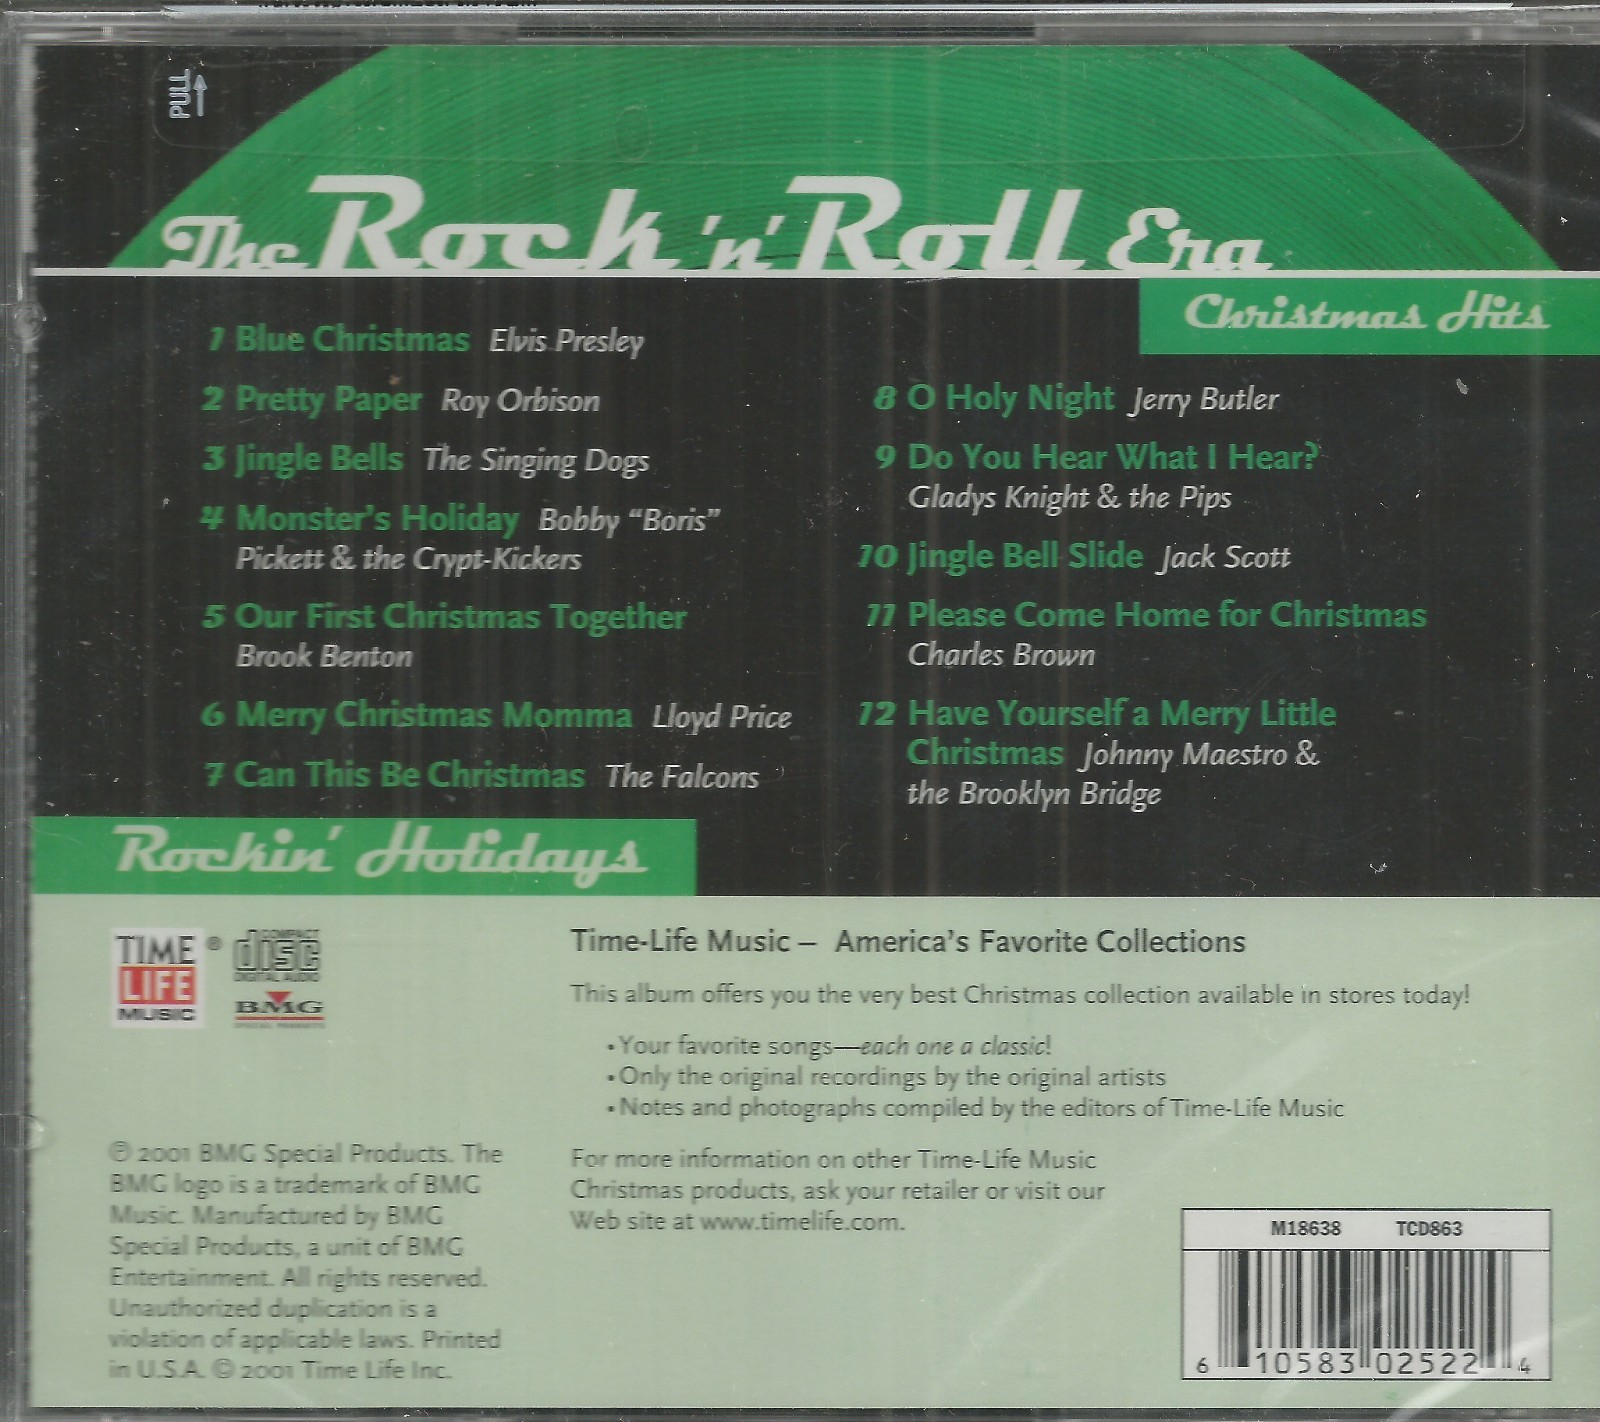 PULL
The Rock 'n' Roll Era
Christmas Hits
1 Blue Christmas Elvis Presley
2 Pretty Paper Roy Orbison
3 Jingle Bells The Singing Dogs
4 Monster's Holiday Bobby "Boris"
Pickett & the Crypt-Kickers
5 Our First Christmas Together
Brook Benton
6 Merry Christmas Momma Lloyd Price
7 Can This Be Christmas The Falcons
8 O Holy Night Jerry Butler
9 Do You Hear What I Hear?
Gladys Knight & the Pips
10 Jingle Bell Slide Jack Scott
11 Please Come Home for Christmas
Charles Brown
12 Have Yourself a Merry Little
Christmas Johnny Maestro &
the Brooklyn Bridge
Rockin' Holidays
TIME
LIFE
MUSIC
®
COMPACT
disc
DIGITAL AUDIO
BMG
SPECIAL PRODUCTS
Time-Life Music – America's Favorite Collections
This album offers you the very best Christmas collection available in stores today!
• Your favorite songs—each one a classic!
• Only the original recordings by the original artists
• Notes and photographs compiled by the editors of Time-Life Music
For more information on other Time-Life Music
Christmas products, ask your retailer or visit our
Web site at www.timelife.com.
℗ 2001 BMG Special Products. The
BMG logo is a trademark of BMG
Music. Manufactured by BMG
Special Products, a unit of BMG
Entertainment. All rights reserved.
Unauthorized duplication is a
violation of applicable laws. Printed
in U.S.A. © 2001 Time Life Inc.
M18638 TCD863
6 10583 02522 4